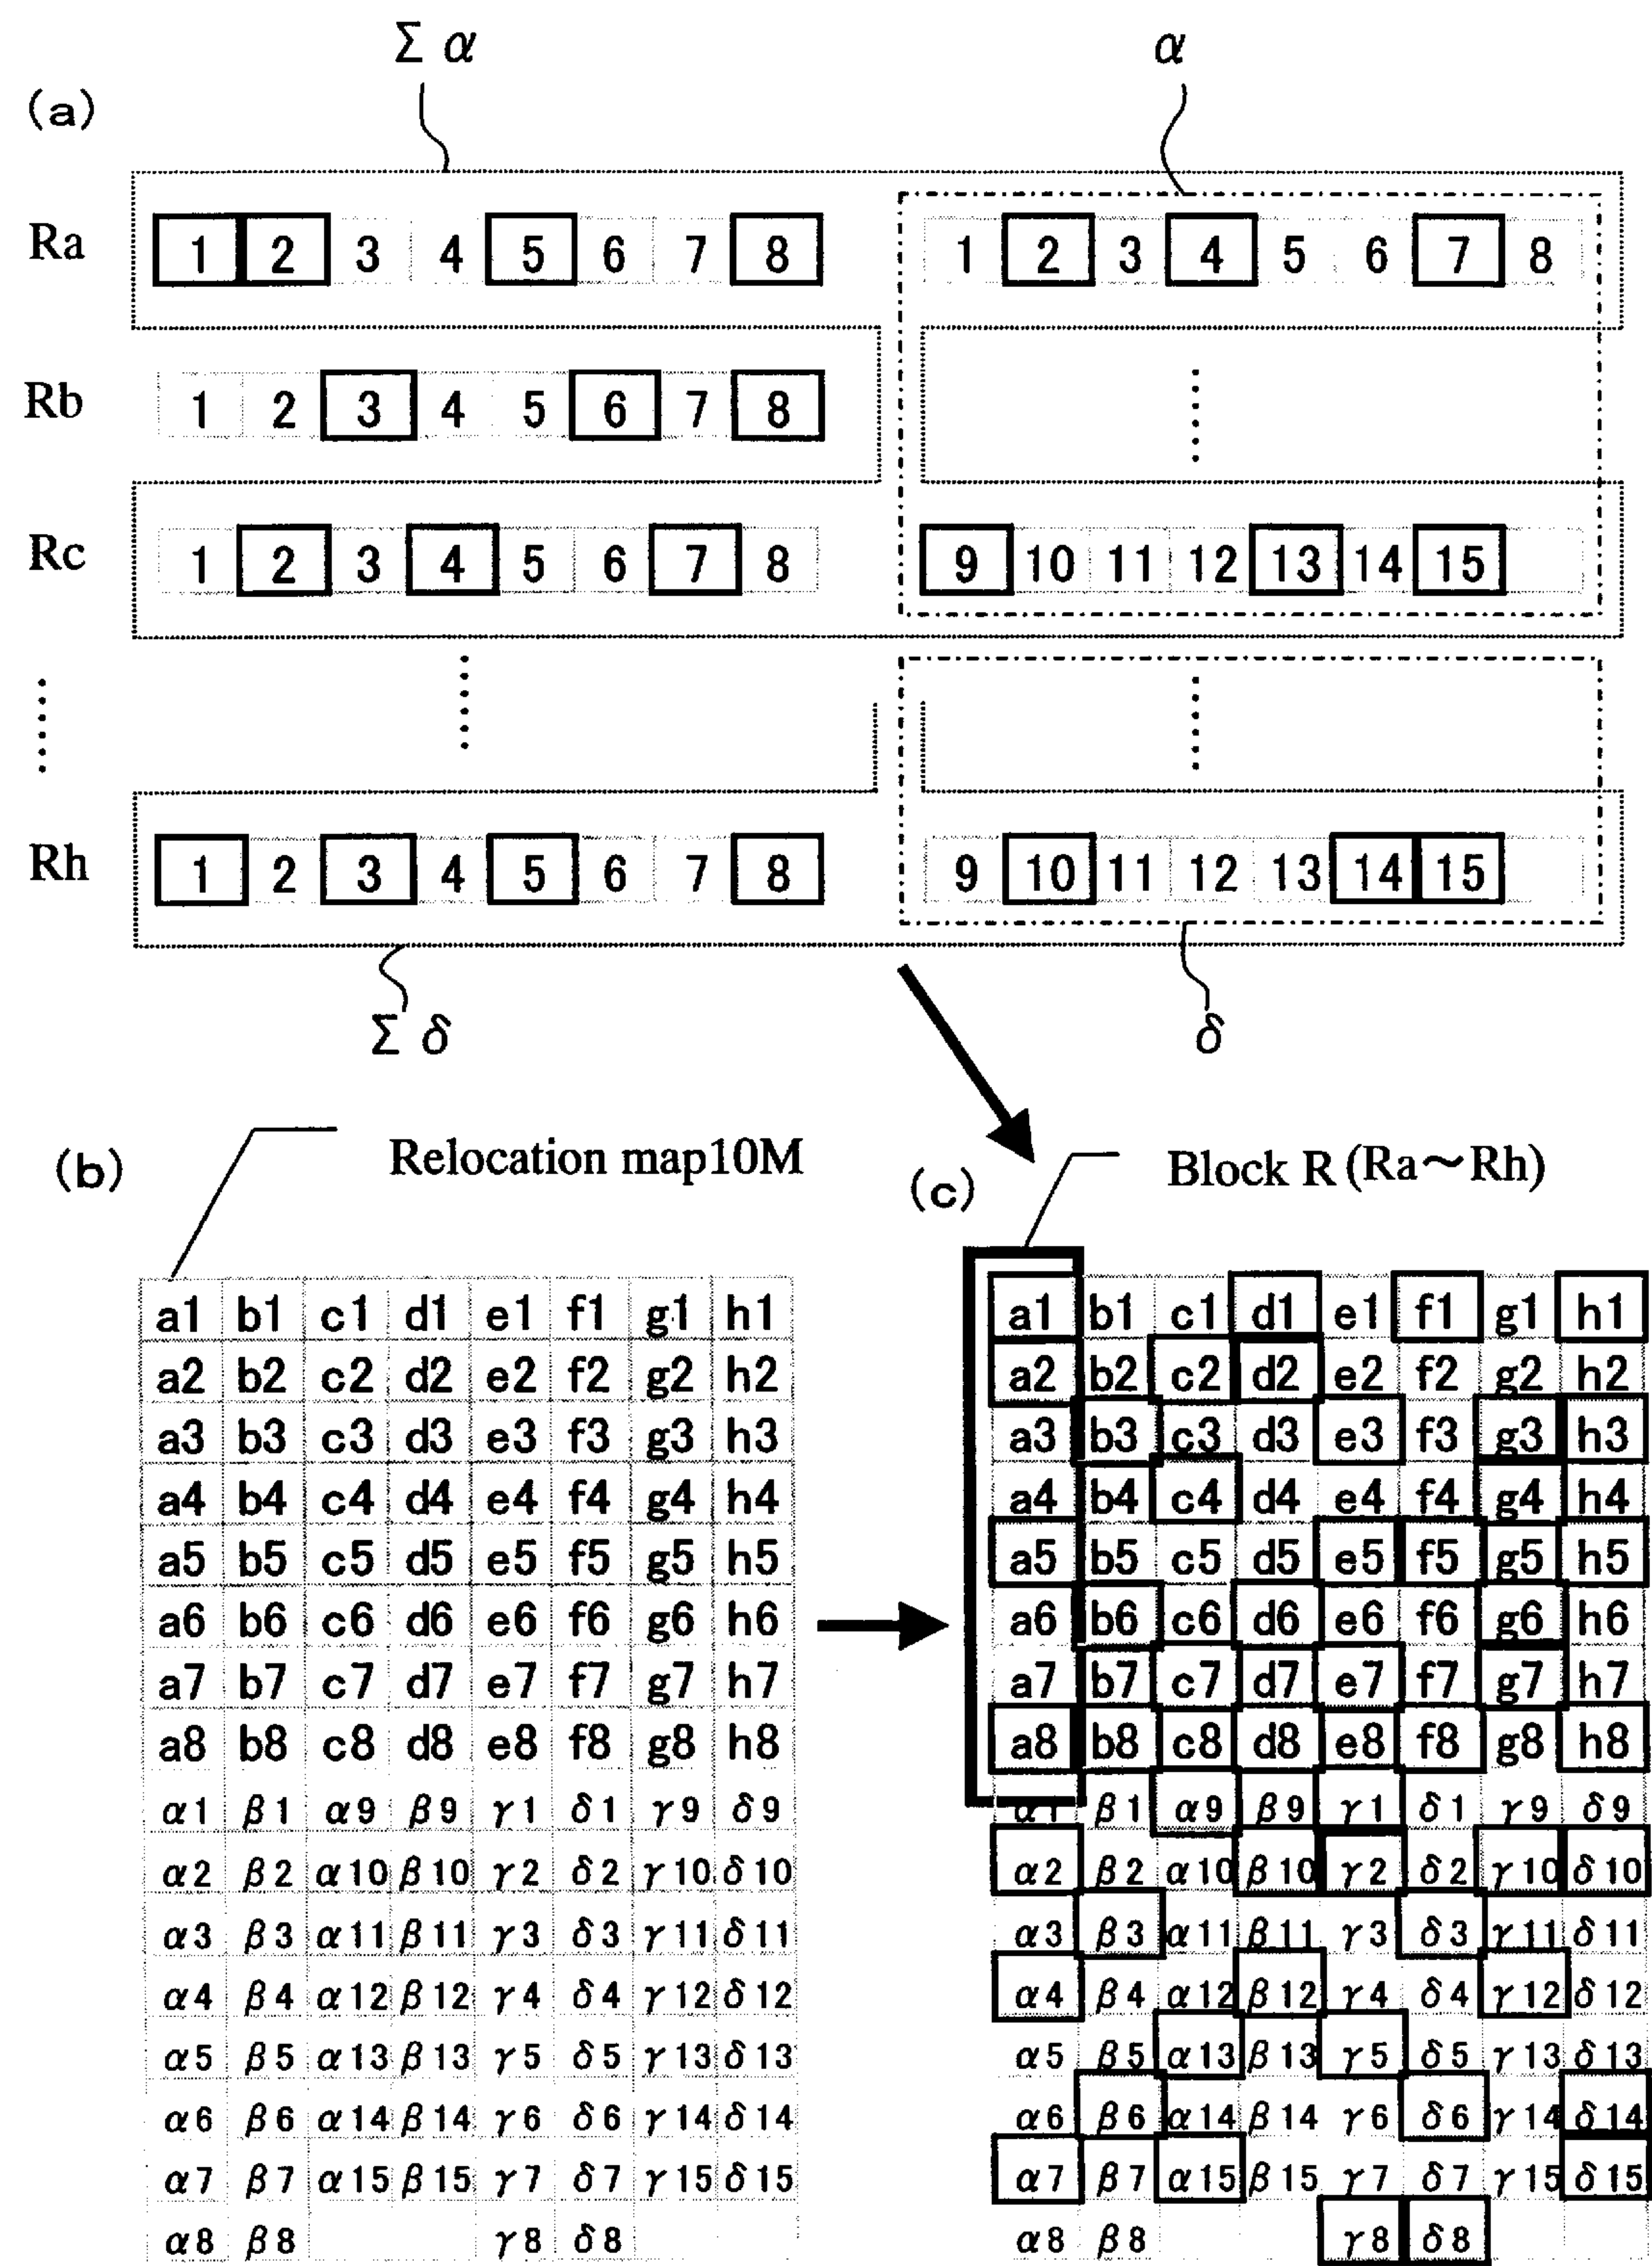 Σ α α
(a)
Ra 1 2 3 4 5 6 7 8 1 2 3 4 5 6 7 8
Rb 1 2 3 4 5 6 7 8
Rc 1 2 3 4 5 6 7 8 9 10 11 12 13 14 15
Rh 1 2 3 4 5 6 7 8 9 10 11 12 13 14 15
Σ δ δ
(b) Relocation map10M
a1 b1 c1 d1 e1 f1 g1 h1
a2 b2 c2 d2 e2 f2 g2 h2
a3 b3 c3 d3 e3 f3 g3 h3
a4 b4 c4 d4 e4 f4 g4 h4
a5 b5 c5 d5 e5 f5 g5 h5
a6 b6 c6 d6 e6 f6 g6 h6
a7 b7 c7 d7 e7 f7 g7 h7
a8 b8 c8 d8 e8 f8 g8 h8
α1 β1 α9 β9 γ1 δ1 γ9 δ9
α2 β2 α10 β10 γ2 δ2 γ10 δ10
α3 β3 α11 β11 γ3 δ3 γ11 δ11
α4 β4 α12 β12 γ4 δ4 γ12 δ12
α5 β5 α13 β13 γ5 δ5 γ13 δ13
α6 β6 α14 β14 γ6 δ6 γ14 δ14
α7 β7 α15 β15 γ7 δ7 γ15 δ15
α8 β8 γ8 δ8
(c) Block R (Ra～Rh)
a1 b1 c1 d1 e1 f1 g1 h1
a2 b2 c2 d2 e2 f2 g2 h2
a3 b3 c3 d3 e3 f3 g3 h3
a4 b4 c4 d4 e4 f4 g4 h4
a5 b5 c5 d5 e5 f5 g5 h5
a6 b6 c6 d6 e6 f6 g6 h6
a7 b7 c7 d7 e7 f7 g7 h7
a8 b8 c8 d8 e8 f8 g8 h8
α1 β1 α9 β9 γ1 δ1 γ9 δ9
α2 β2 α10 β10 γ2 δ2 γ10 δ10
α3 β3 α11 β11 γ3 δ3 γ11 δ11
α4 β4 α12 β12 γ4 δ4 γ12 δ12
α5 β5 α13 β13 γ5 δ5 γ13 δ13
α6 β6 α14 β14 γ6 δ6 γ14 δ14
α7 β7 α15 β15 γ7 δ7 γ15 δ15
α8 β8 γ8 δ8